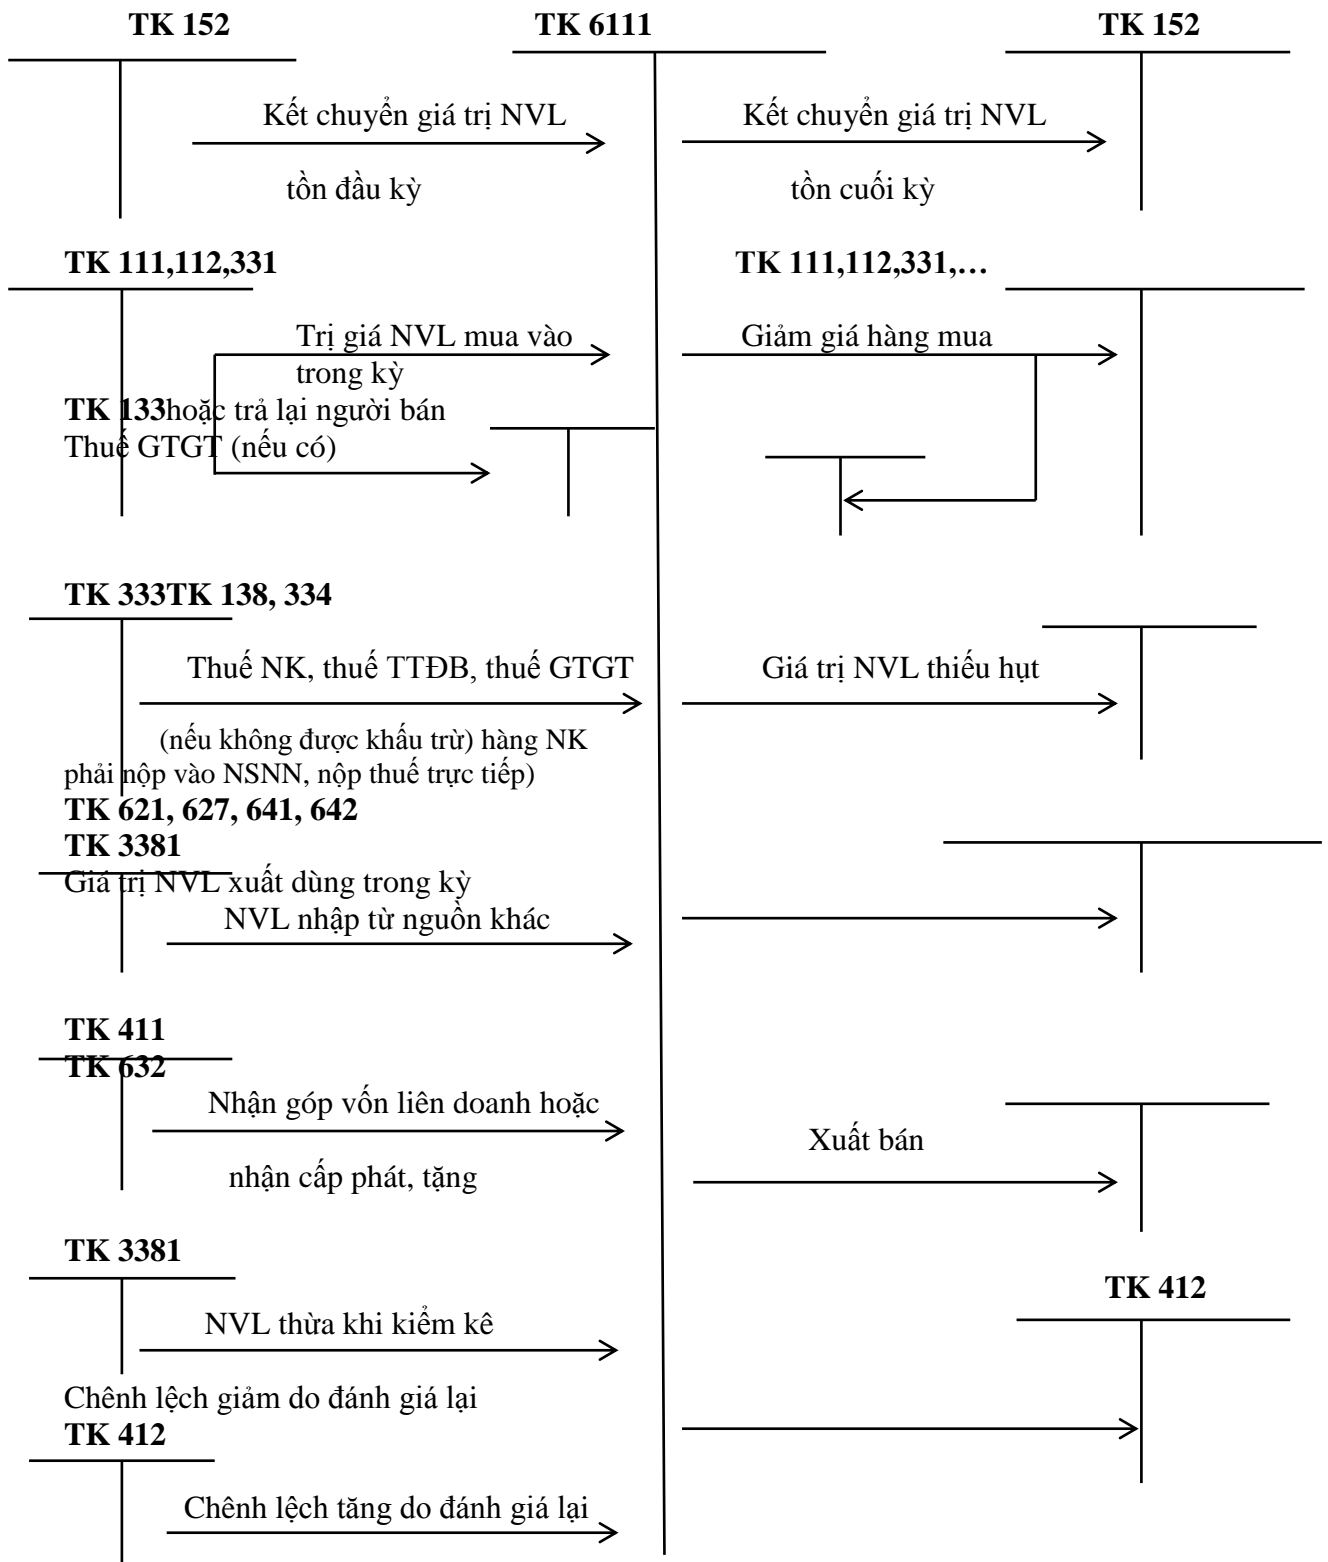 TK 152 TK 6111 TK 152
Kết chuyển giá trị NVL Kết chuyển giá trị NVL
tồn đầu kỳ tồn cuối kỳ
TK 111,112,331 TK 111,112,331,…
Trị giá NVL mua vào Giảm giá hàng mua
trong kỳ
TK 133hoặc trả lại người bán
Thuế GTGT (nếu có)
TK 333TK 138, 334
Thuế NK, thuế TTĐB, thuế GTGT Giá trị NVL thiếu hụt
(nếu không được khấu trừ) hàng NK
phải nộp vào NSNN, nộp thuế trực tiếp)
TK 621, 627, 641, 642
TK 3381
Giá trị NVL xuất dùng trong kỳ
NVL nhập từ nguồn khác
TK 411
TK 632
Nhận góp vốn liên doanh hoặc
Xuất bán
nhận cấp phát, tặng
TK 3381
TK 412
NVL thừa khi kiểm kê
Chênh lệch giảm do đánh giá lại
TK 412
Chênh lệch tăng do đánh giá lại